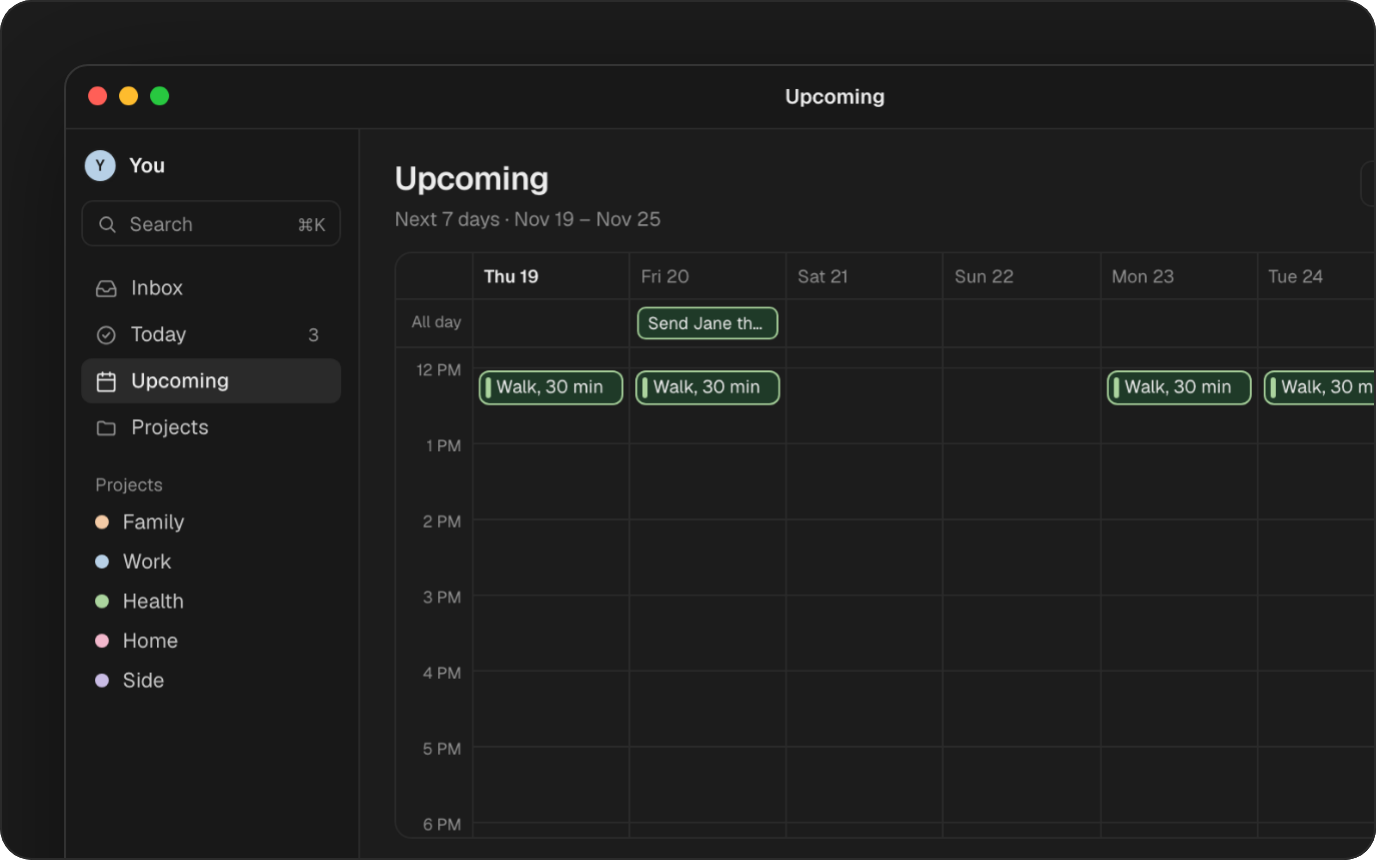 Upcoming
Y You
Search ⌘K
Inbox
Today 3
Upcoming
Projects
Projects
Family
Work
Health
Home
Side
Upcoming
Next 7 days · Nov 19 – Nov 25
Thu 19 Fri 20 Sat 21 Sun 22 Mon 23 Tue 24
All day Send Jane th...
12 PM
Walk, 30 min Walk, 30 min Walk, 30 min Walk, 30 m
1 PM
2 PM
3 PM
4 PM
5 PM
6 PM